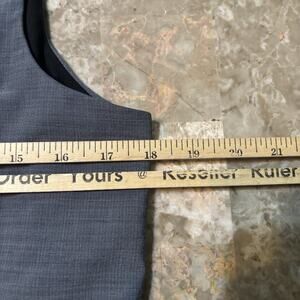 15 16 17 18 19 20 21
Order Yours @ Reseller Ruler